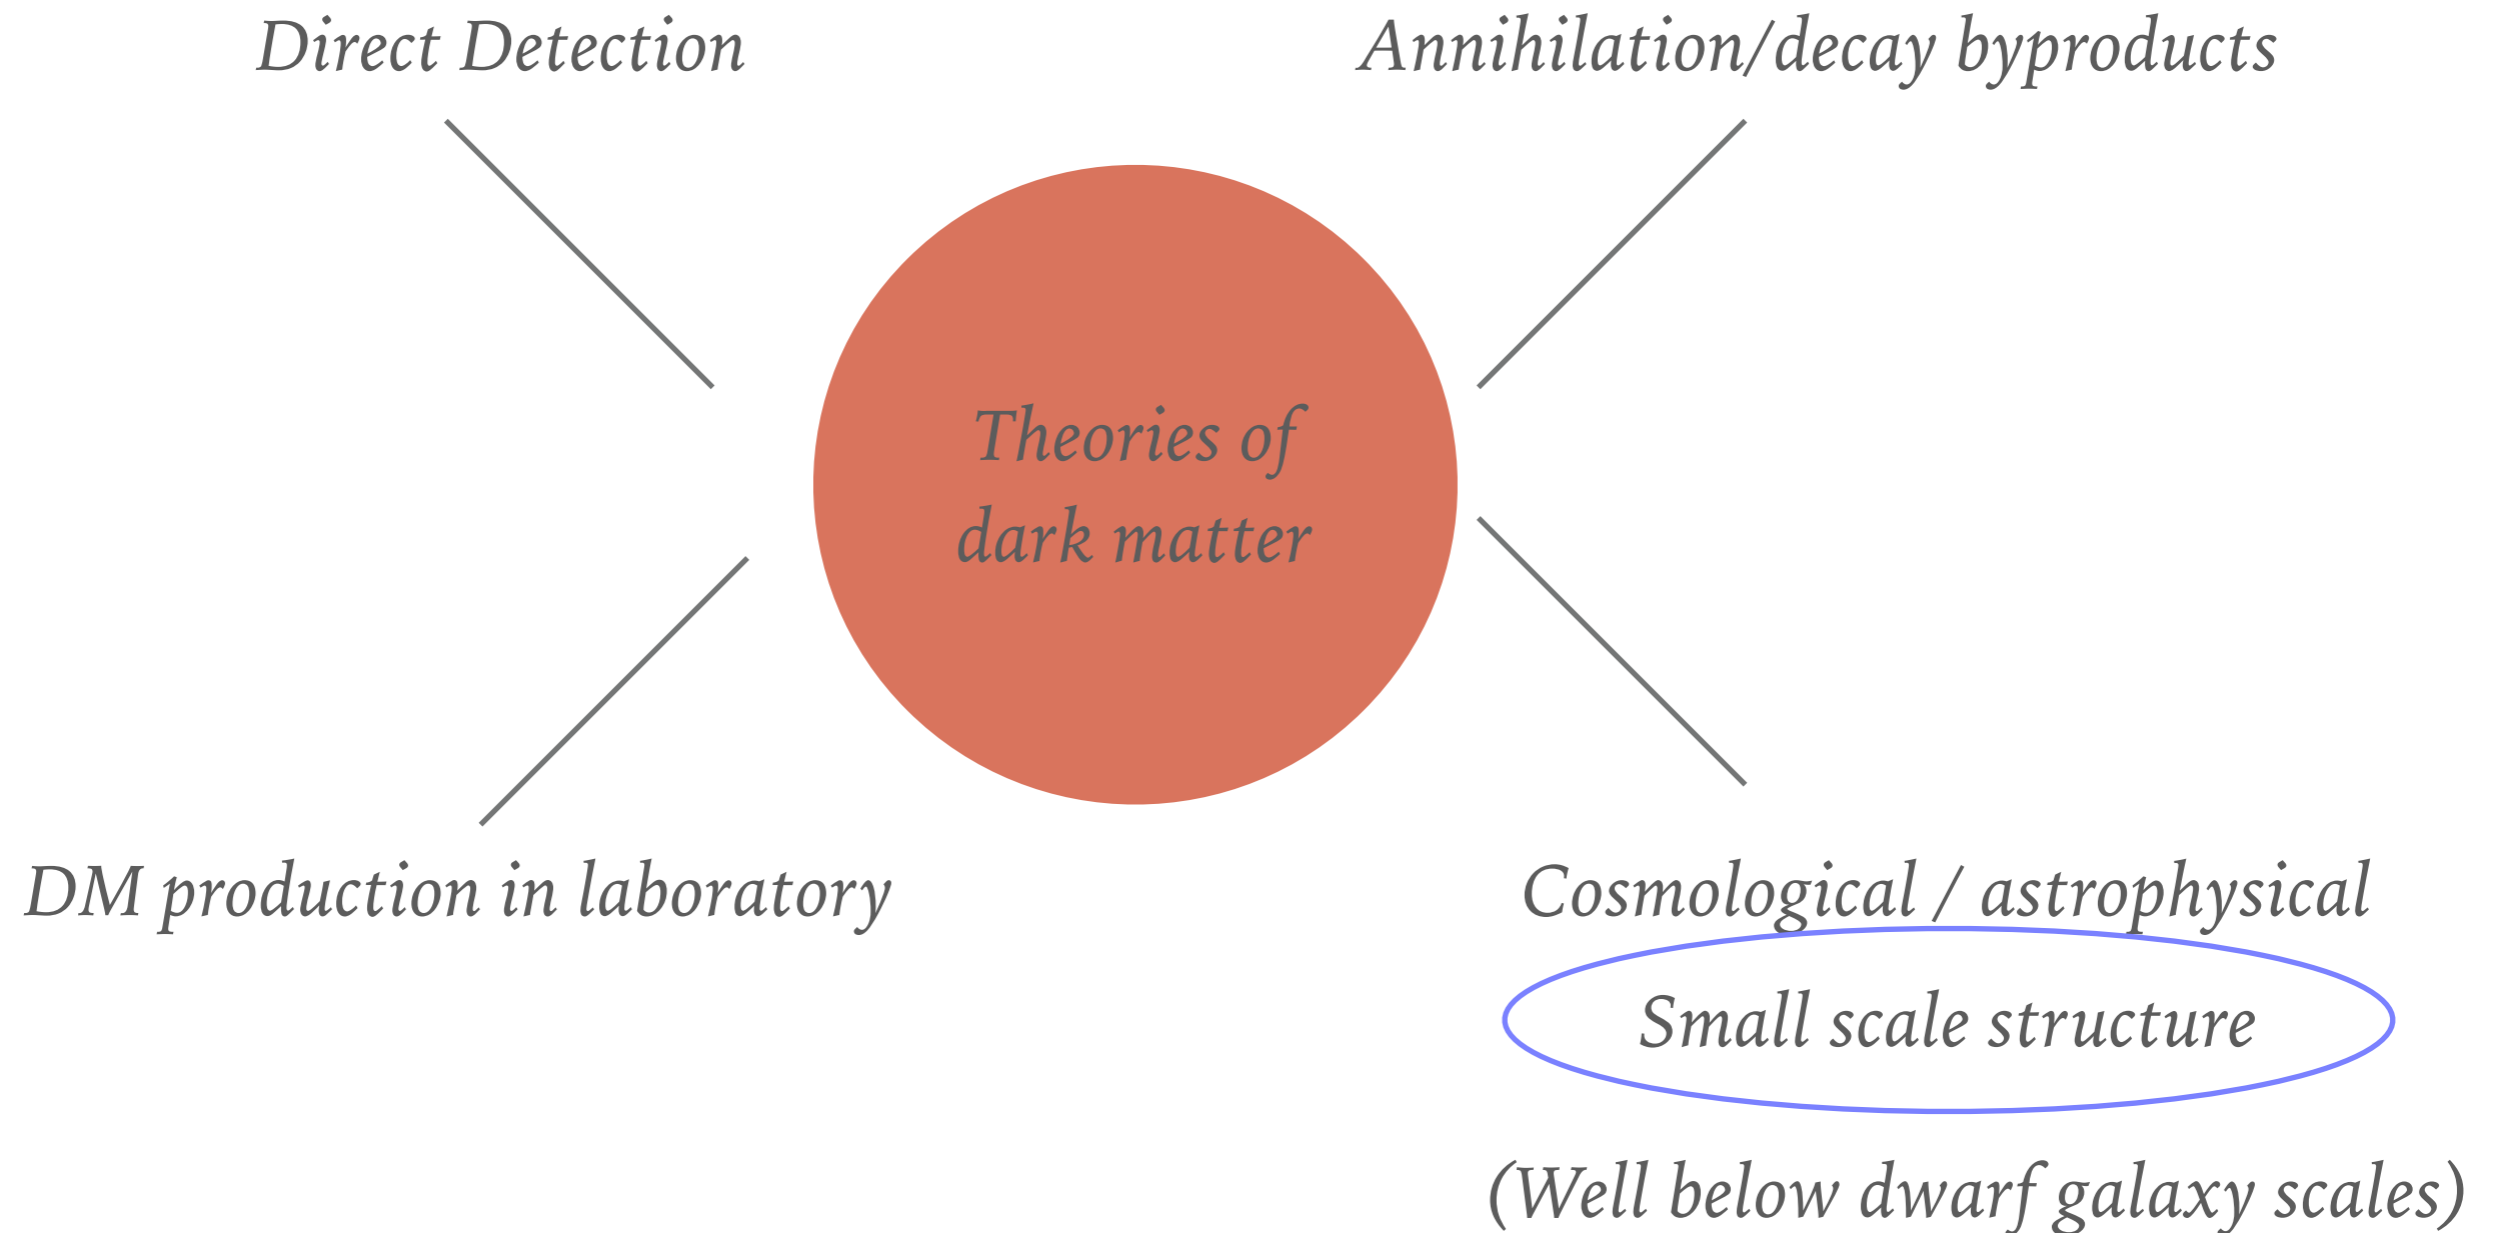 Direct Detection
Annihilation/decay byproducts
Theories of
dark matter
DM production in laboratory
Cosmological / astrophysical
Small scale structure
(Well below dwarf galaxy scales)